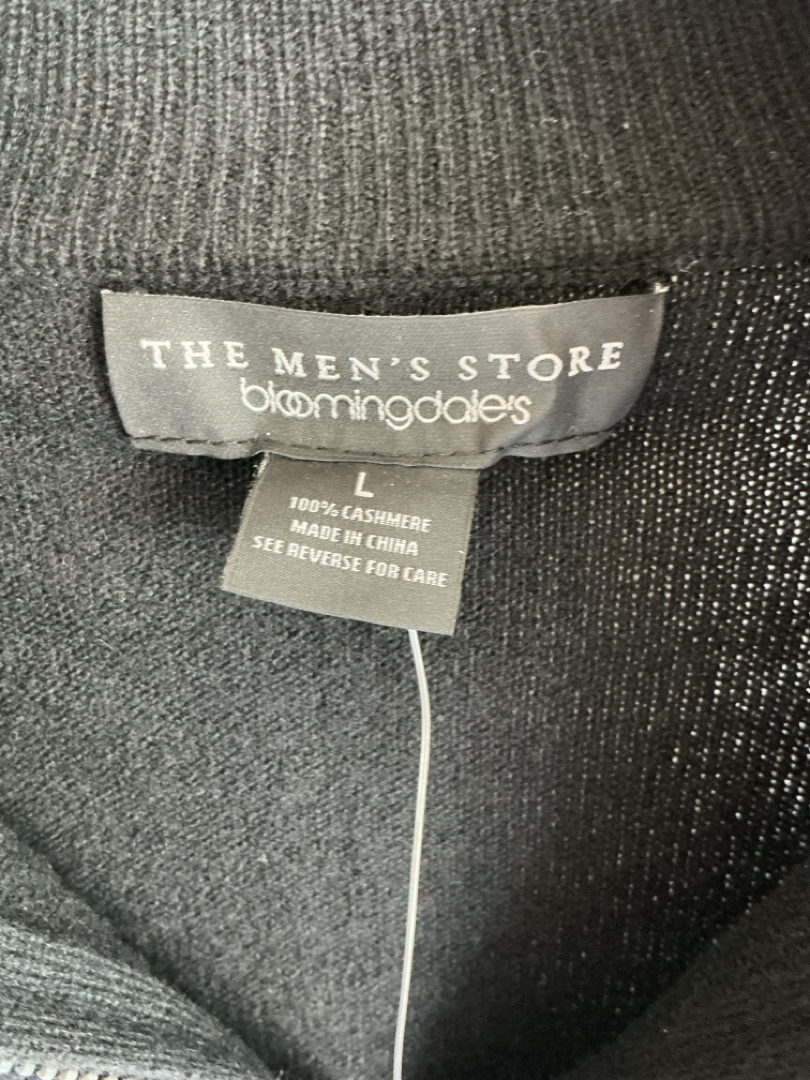 THE MEN'S STORE
bloomingdale's
L
100% CASHMERE
MADE IN CHINA
SEE REVERSE FOR CARE